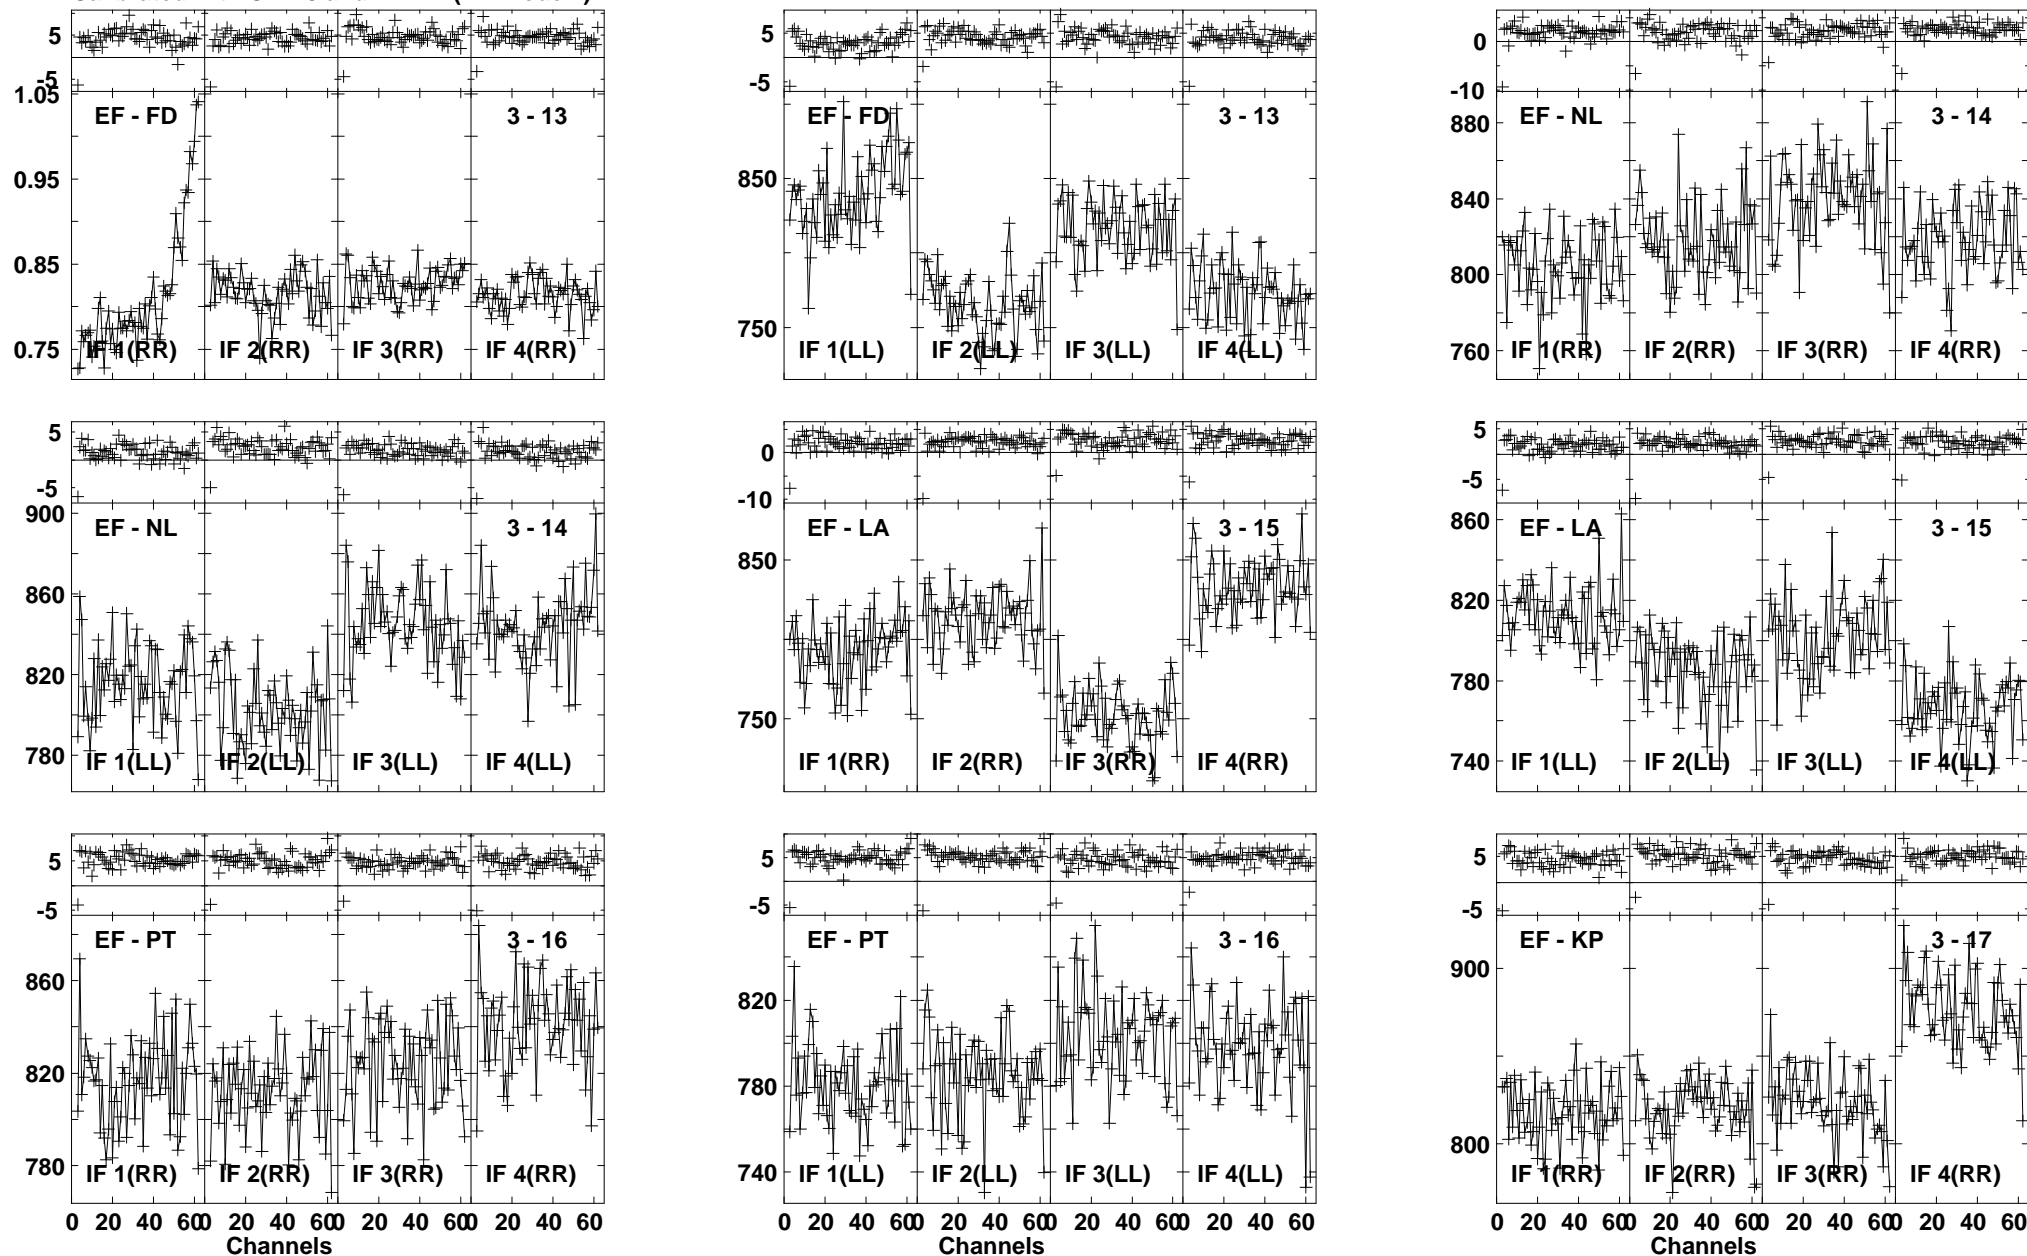 5
-5
1.05
0.95
0.85
0.75
EF - FD
3 - 13
IF 1(RR)
IF 2(RR)
IF 3(RR)
IF 4(RR)
5
-5
850
750
EF - FD
3 - 13
IF 1(LL)
IF 2(LL)
IF 3(LL)
IF 4(LL)
0
-10
880
840
800
760
EF - NL
3 - 14
IF 1(RR)
IF 2(RR)
IF 3(RR)
IF 4(RR)
5
-5
900
860
820
780
EF - NL
3 - 14
IF 1(LL)
IF 2(LL)
IF 3(LL)
IF 4(LL)
0
-10
850
750
EF - LA
3 - 15
IF 1(RR)
IF 2(RR)
IF 3(RR)
IF 4(RR)
5
-5
860
820
780
740
EF - LA
3 - 15
IF 1(LL)
IF 2(LL)
IF 3(LL)
IF 4(LL)
5
-5
860
820
780
EF - PT
3 - 16
IF 1(RR)
IF 2(RR)
IF 3(RR)
IF 4(RR)
0 20 40 60 0 20 40 60 0 20 40 60 0 20 40 60
Channels
5
-5
820
780
740
EF - PT
3 - 16
IF 1(LL)
IF 2(LL)
IF 3(LL)
IF 4(LL)
0 20 40 60 0 20 40 60 0 20 40 60 0 20 40 60
Channels
5
-5
900
800
EF - KP
3 - 17
IF 1(RR)
IF 2(RR)
IF 3(RR)
IF 4(RR)
0 20 40 60 0 20 40 60 0 20 40 60 0 20 40 60
Channels